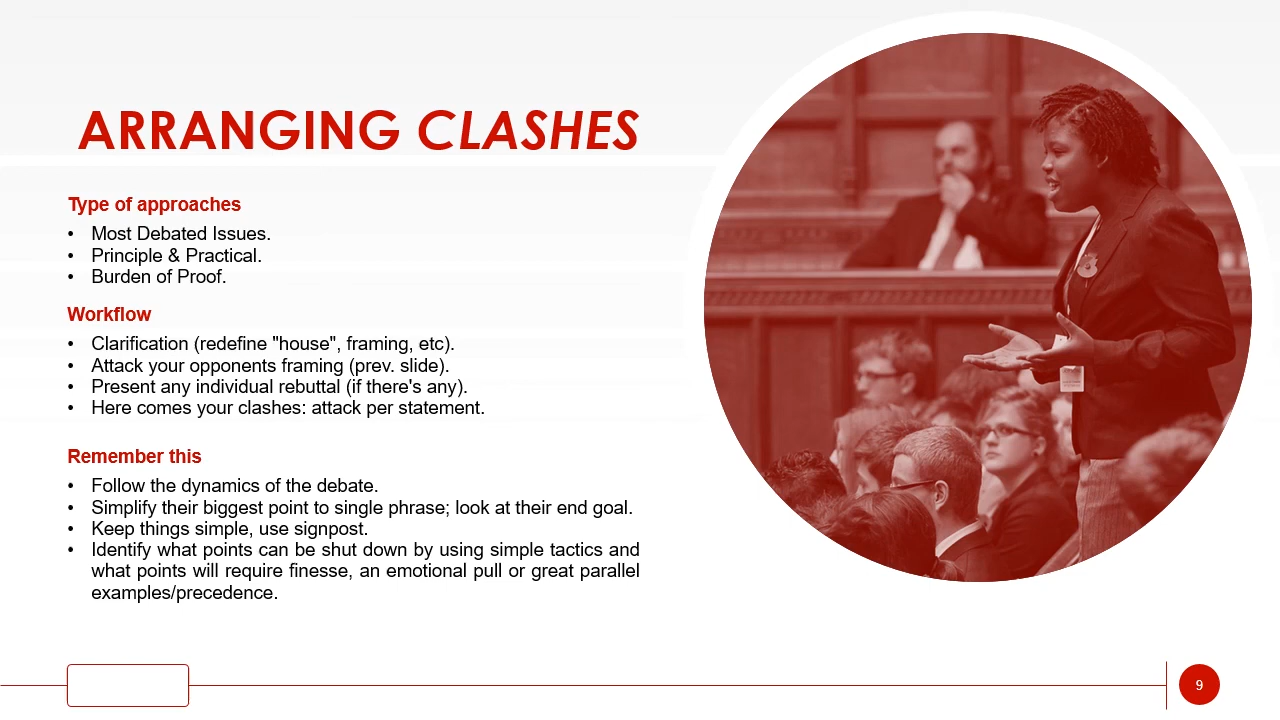 ARRANGING CLASHES
Type of approaches
• Most Debated Issues.
• Principle & Practical.
• Burden of Proof.
Workflow
• Clarification (redefine "house", framing, etc).
• Attack your opponents framing (prev. slide).
• Present any individual rebuttal (if there's any).
• Here comes your clashes: attack per statement.
Remember this
• Follow the dynamics of the debate.
• Simplify their biggest point to single phrase; look at their end goal.
• Keep things simple, use signpost.
• Identify what points can be shut down by using simple tactics and
what points will require finesse, an emotional pull or great parallel
examples/precedence.
9